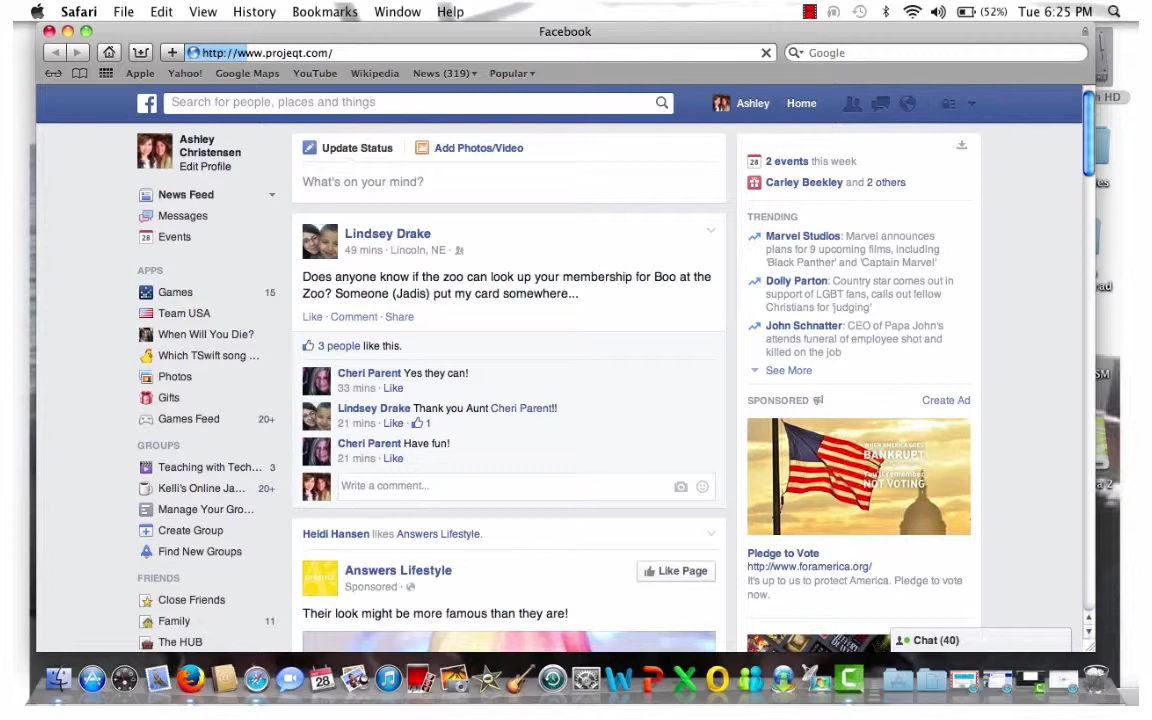 Safari File Edit View History Bookmarks Window Help (52%) Tue 6:25 PM
Facebook
http://www.projeqt.com/
Google
Apple Yahoo! Google Maps YouTube Wikipedia News (319) Popular
Search for people, places and things
Ashley Home
Ashley
Christensen
Edit Profile
News Feed
Messages
28 Events
APPS
Games 15
Team USA
When Will You Die?
Which TSwift song ...
Photos
Gifts
Games Feed 20+
GROUPS
Teaching with Tech... 3
Kelli's Online Ja... 20+
Manage Your Gro...
Create Group
Find New Groups
FRIENDS
Close Friends
Family 11
The HUB
Update Status Add Photos/Video
What's on your mind?
Lindsey Drake
49 mins · Lincoln, NE ·
Does anyone know if the zoo can look up your membership for Boo at the
Zoo? Someone (Jadis) put my card somewhere...
Like · Comment · Share
3 people like this.
Cheri Parent Yes they can!
33 mins · Like
Lindsey Drake Thank you Aunt Cheri Parent!!
21 mins · Like · 1
Cheri Parent Have fun!
21 mins · Like
Write a comment...
Heidi Hansen likes Answers Lifestyle.
Answers Lifestyle
Sponsored ·
Like Page
Their look might be more famous than they are!
28 2 events this week
Carley Beekley and 2 others
TRENDING
Marvel Studios: Marvel announces
plans for 9 upcoming films, including
'Black Panther' and 'Captain Marvel'
Dolly Parton: Country star comes out in
support of LGBT fans, calls out fellow
Christians for 'judging'
John Schnatter: CEO of Papa John's
attends funeral of employee shot and
killed on the job
See More
SPONSORED Create Ad
WHEN AMERICA GOES
BANKRUPT
NOT VOTING
Pledge to Vote
http://www.foramerica.org/
It's up to us to protect America. Pledge to vote
now.
Chat (40)
HD
28